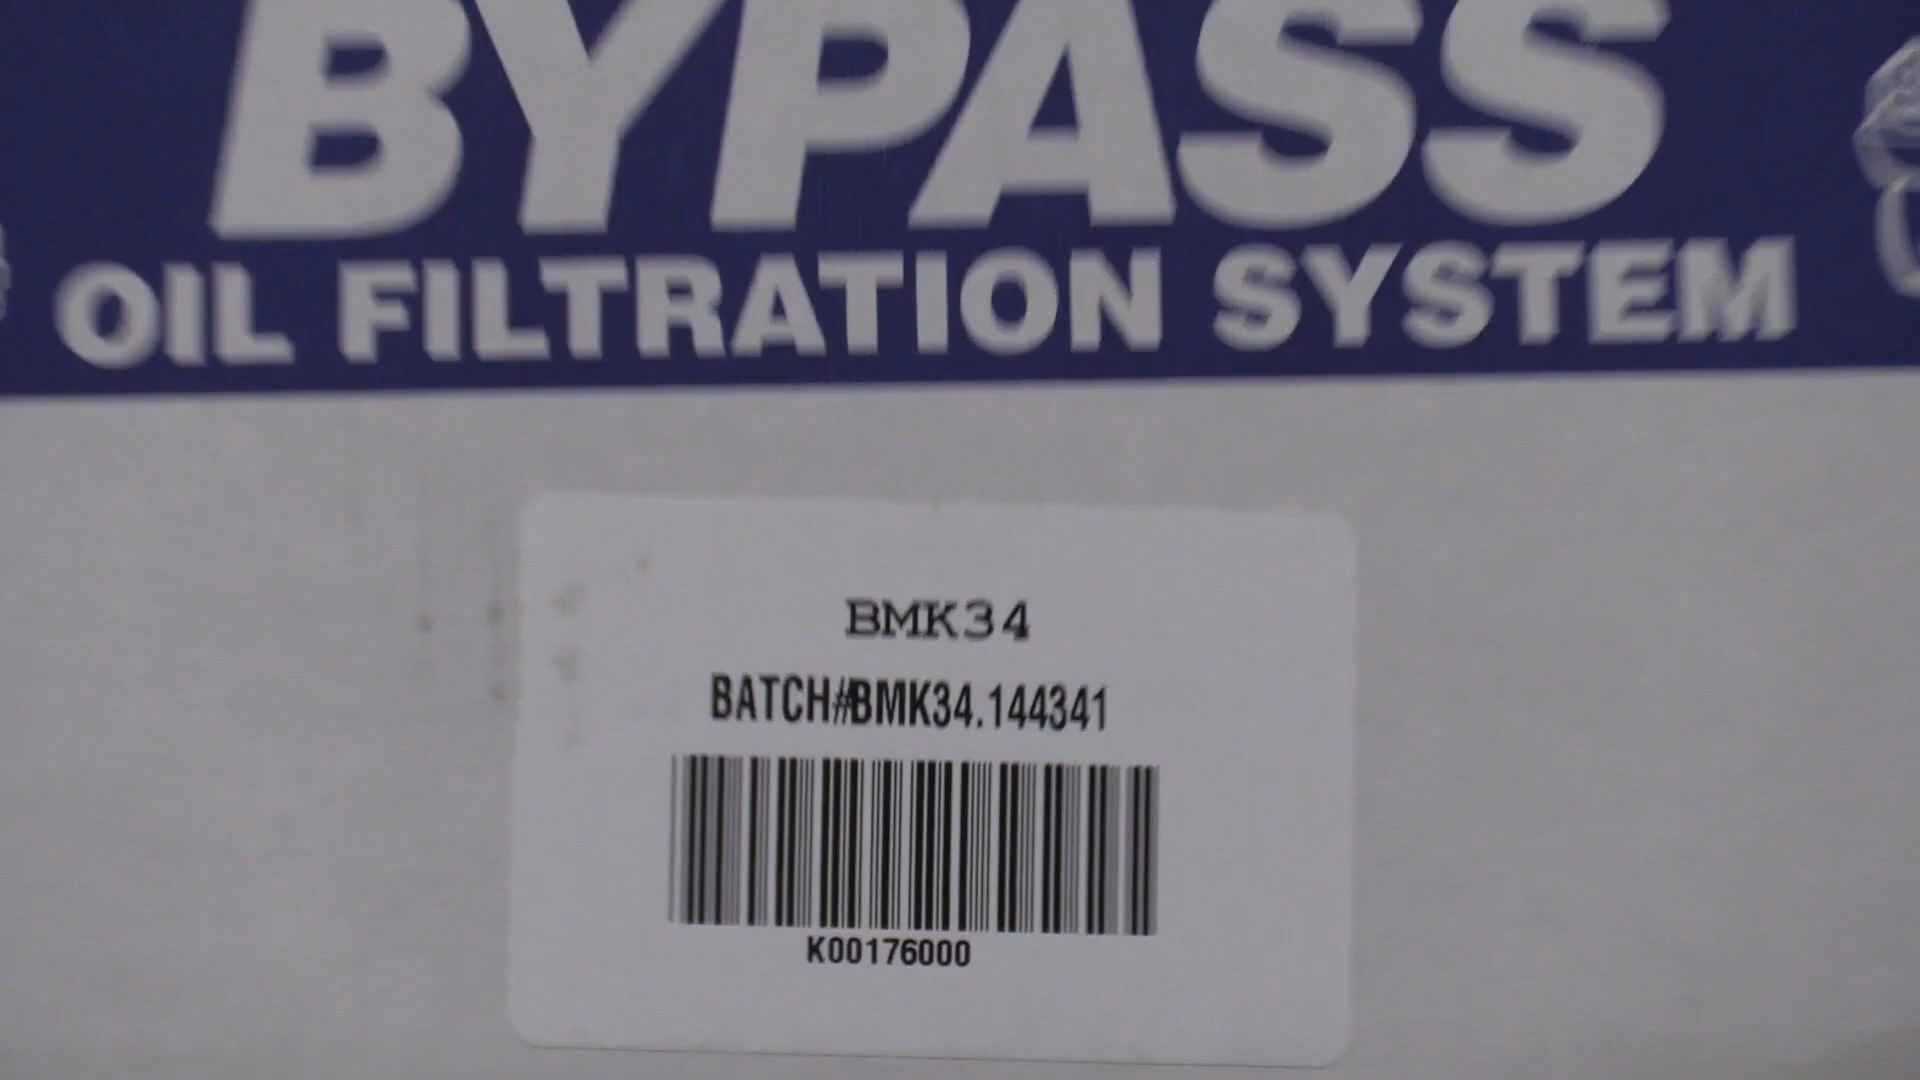 BYPASS
OIL FILTRATION SYSTEM
BMK34
BATCH#BMK34.144341
K00176000